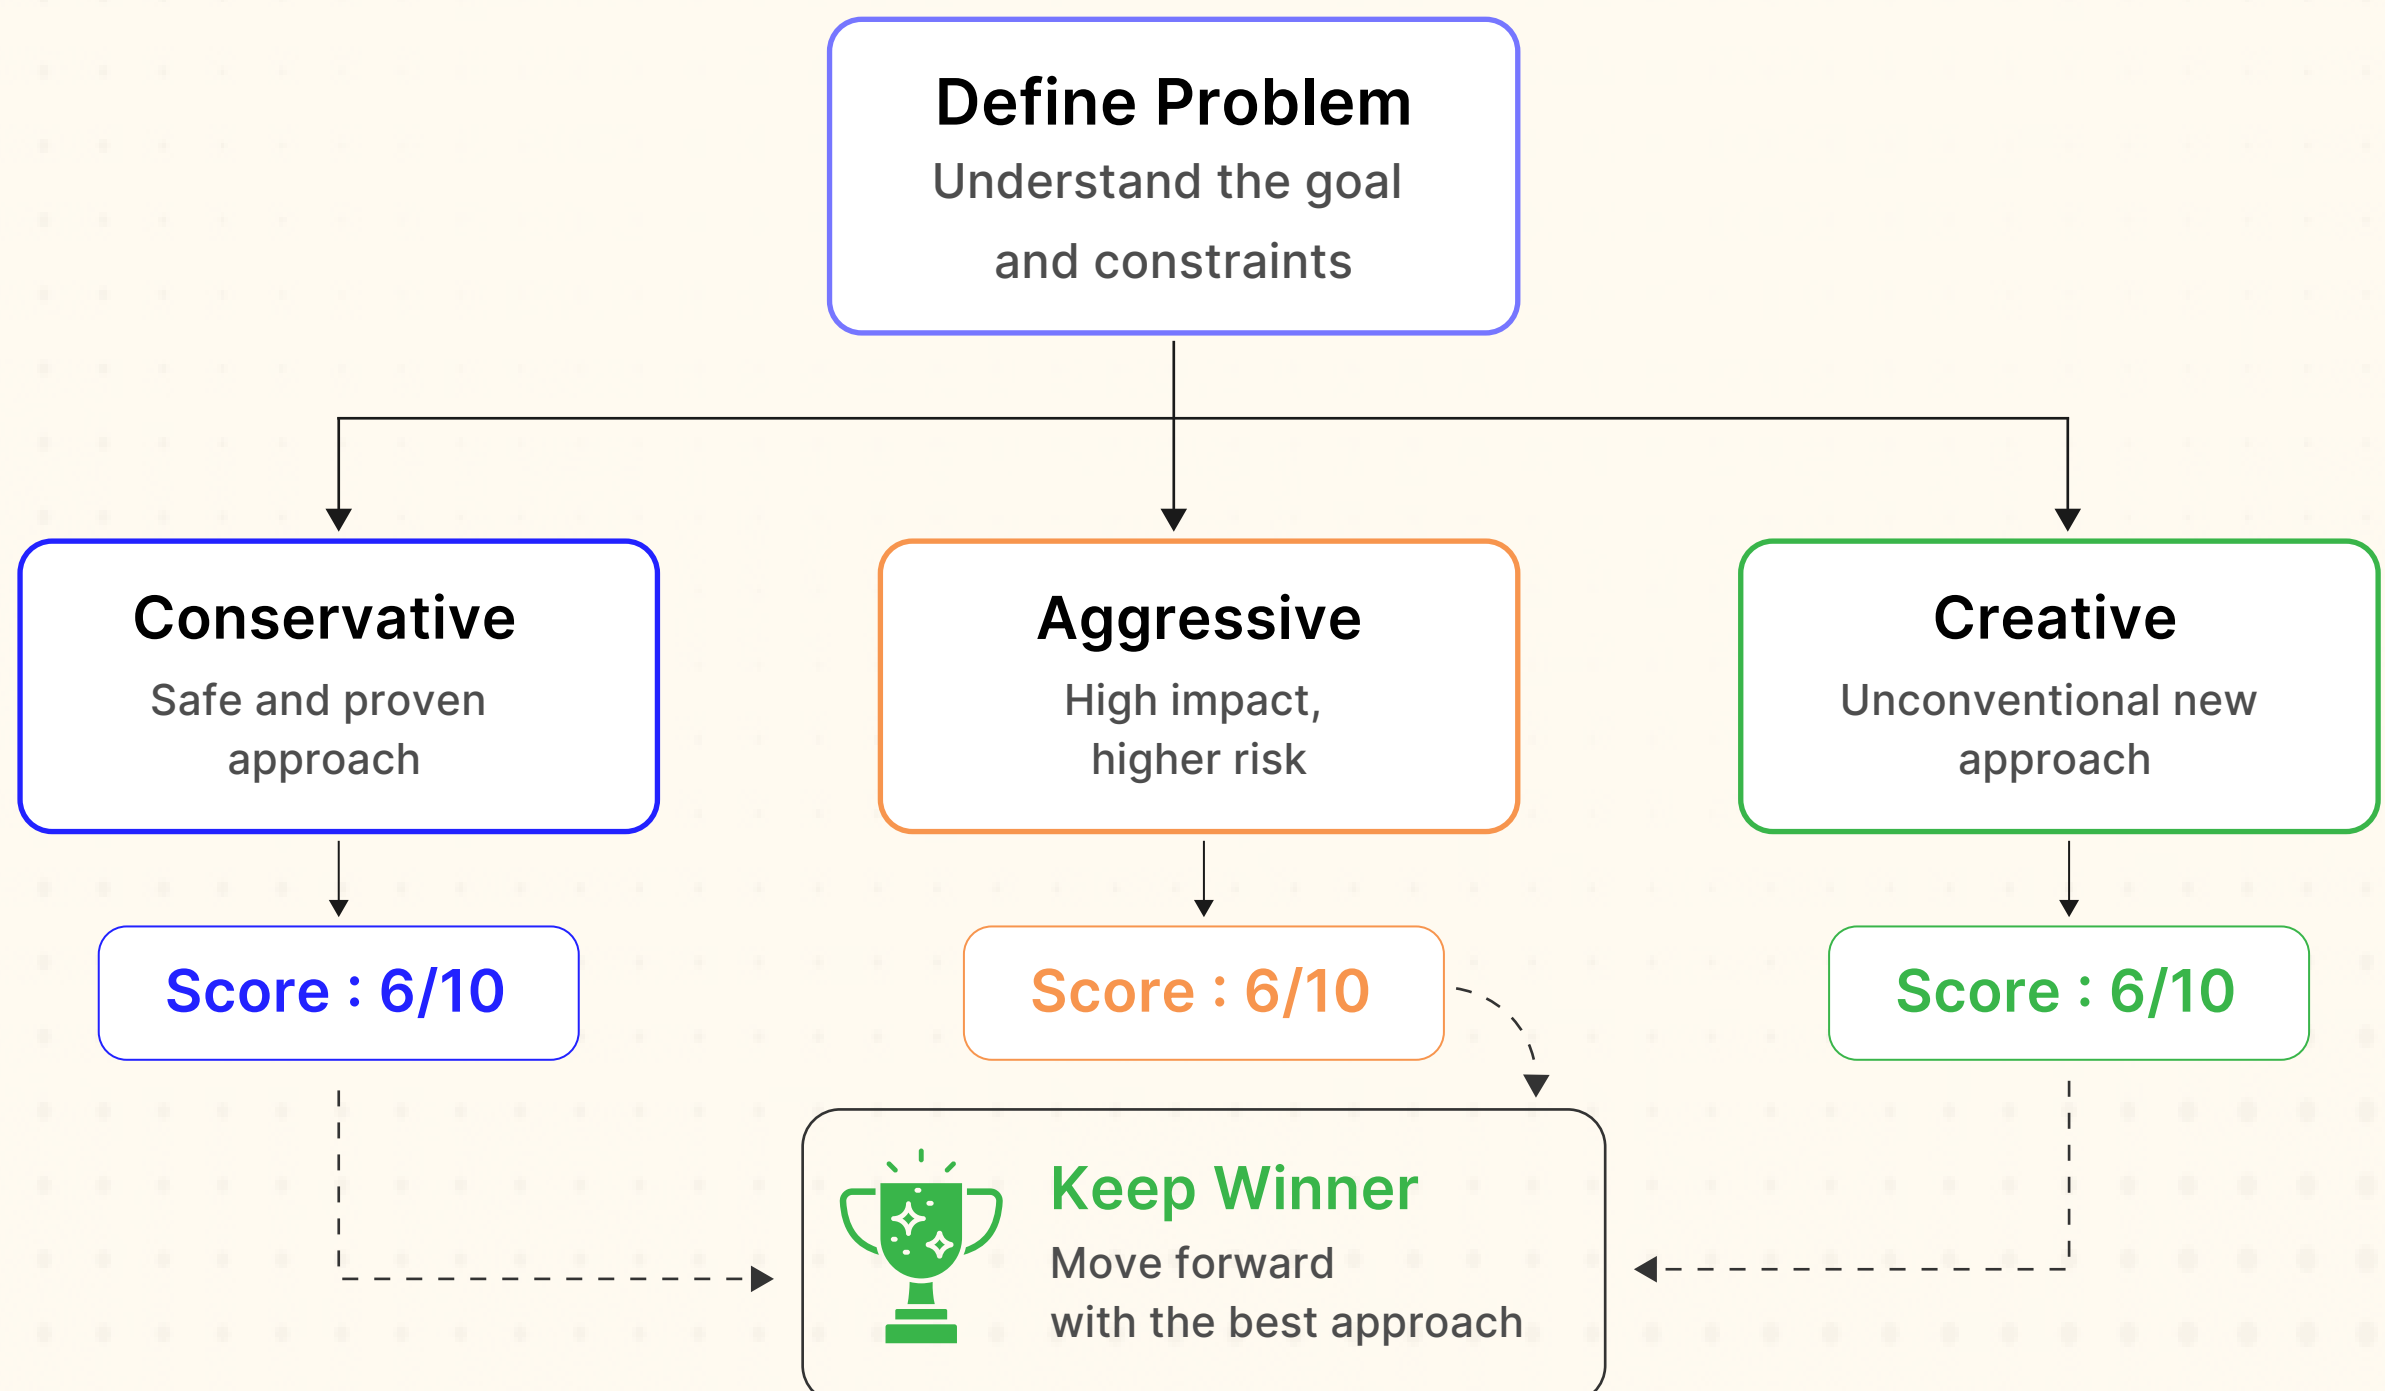 Define Problem
Understand the goal
and constraints
Conservative
Safe and proven
approach
Aggressive
High impact,
higher risk
Creative
Unconventional new
approach
Score : 6/10
Score : 6/10
Score : 6/10
Keep Winner
Move forward
with the best approach